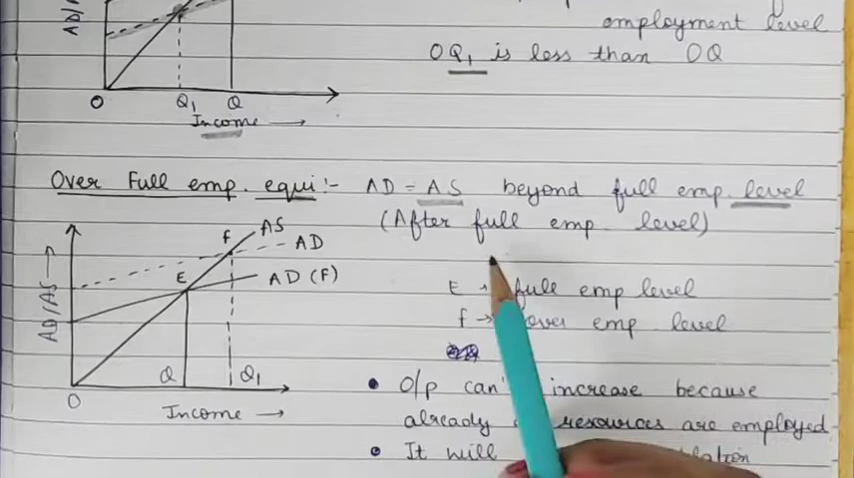 AD/
employment level
OQ₁ is less than OQ
O Q₁ Q
Income →
Over Full emp. equi :- AD = AS beyond full emp. level
(After full emp level)
AD/AS →
F AS
AD
E AD (F)
E full emp level
F → over emp level
O Q Q₁
Income →
• O/p can' increase because
already resources are employed
• It will